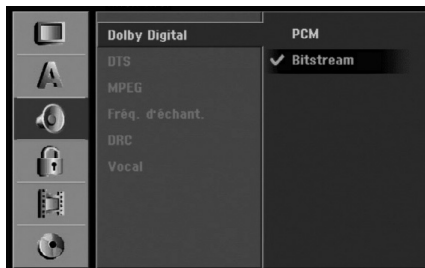 Dolby Digital
DTS
MPEG
Fréq. d'échant.
DRC
Vocal
PCM
Bitstream